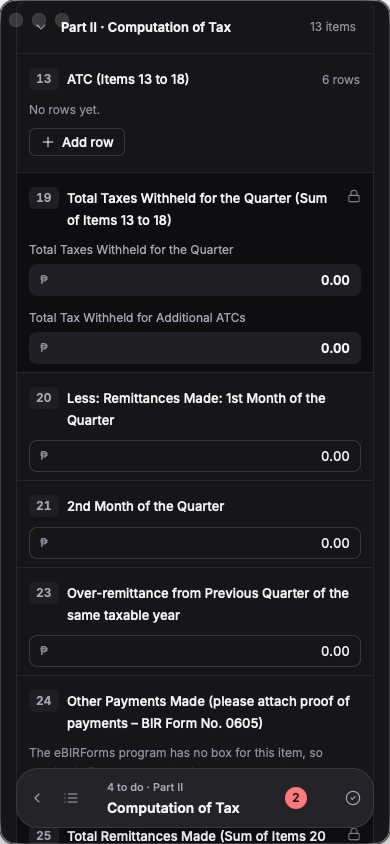 Part II · Computation of Tax 13 items
13 ATC (Items 13 to 18) 6 rows
No rows yet.
+ Add row
19 Total Taxes Withheld for the Quarter (Sum
of Items 13 to 18)
Total Taxes Withheld for the Quarter
₱ 0.00
Total Tax Withheld for Additional ATCs
₱ 0.00
20 Less: Remittances Made: 1st Month of the
Quarter
₱ 0.00
21 2nd Month of the Quarter
₱ 0.00
23 Over-remittance from Previous Quarter of the
same taxable year
₱ 0.00
24 Other Payments Made (please attach proof of
payments – BIR Form No. 0605)
The eBIRForms program has no box for this item, so
4 to do · Part II
Computation of Tax 2
25 Total Remittances Made (Sum of Items 20